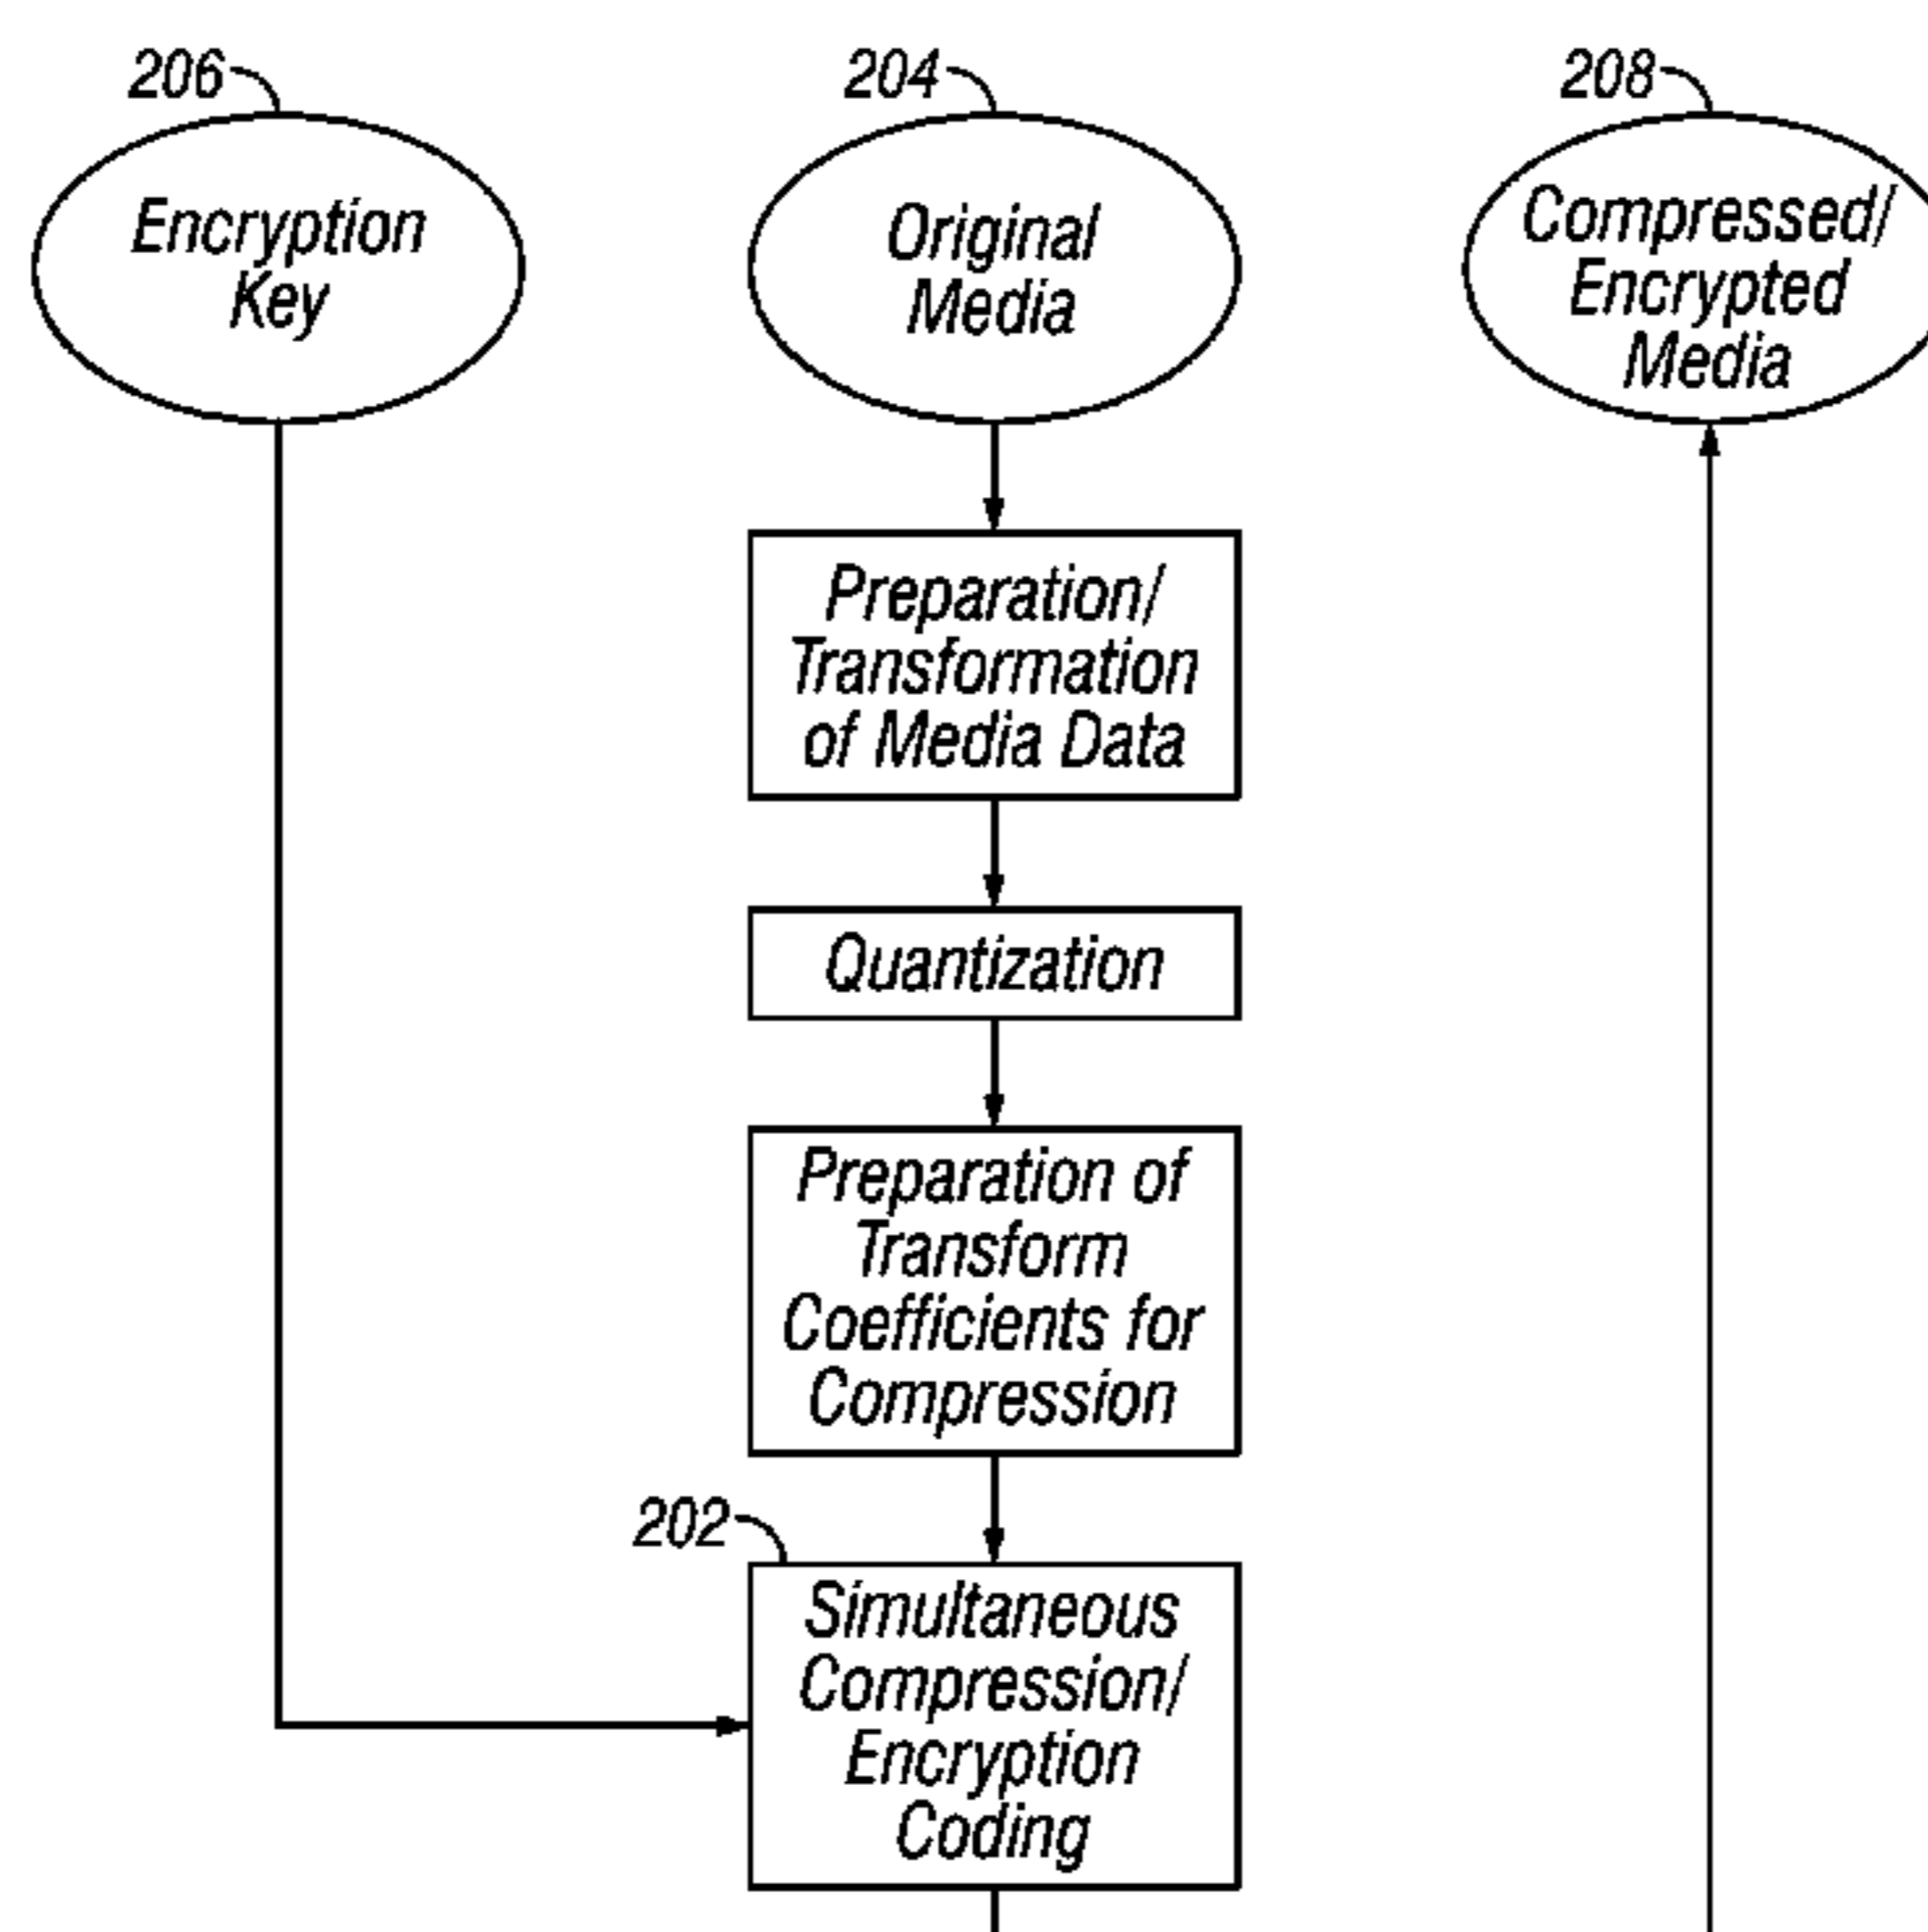 206
Encryption
Key
204
Original
Media
208
Compressed/
Encrypted
Media
Preparation/
Transformation
of Media Data
Quantization
Preparation of
Transform
Coefficients for
Compression
202
Simultaneous
Compression/
Encryption
Coding